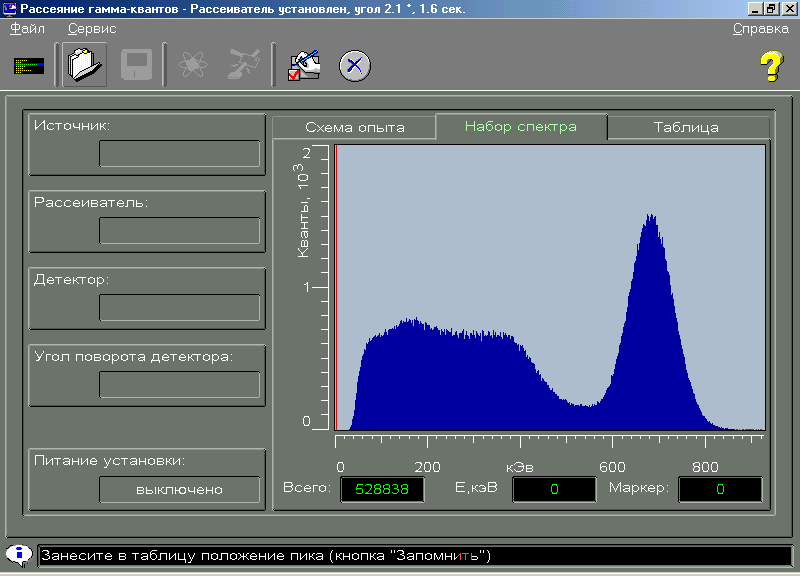 Рассеяние гамма-квантов - Рассеиватель установлен, угол 2.1 °, 1.6 сек.
Файл Сервис Справка
Источник:
Рассеиватель:
Детектор:
Угол поворота детектора:
Питание установки:
выключено
Схема опыта Набор спектра Таблица
Кванты, 10³
2
1
0
0 200 кЭв 600 800
Всего: 528838 Е,кэВ 0 Маркер: 0
Занесите в таблицу положение пика (кнопка "Запомнить")